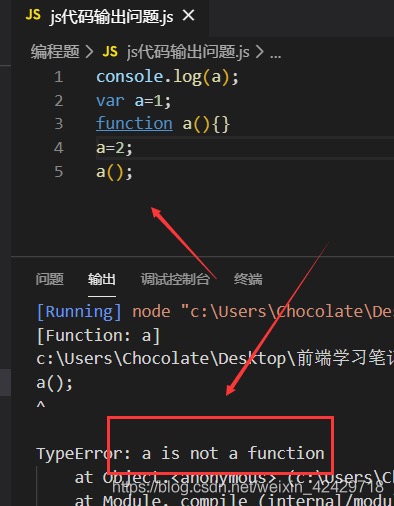 JS js代码输出问题.js ×
编程题 > JS js代码输出问题.js > ...
1 console.log(a);
2 var a=1;
3 function a(){}
4 a=2;
5 a();
问题 输出 调试控制台 终端
[Running] node "c:\Users\Chocolate\Des
[Function: a]
c:\Users\Chocolate\Desktop\前端学习笔记
a();
^
TypeError: a is not a function
at Object.<anonymous> (c:\Users\Ch
at Module._compile (internal/modu
https://blog.csdn.net/weixin_42429718